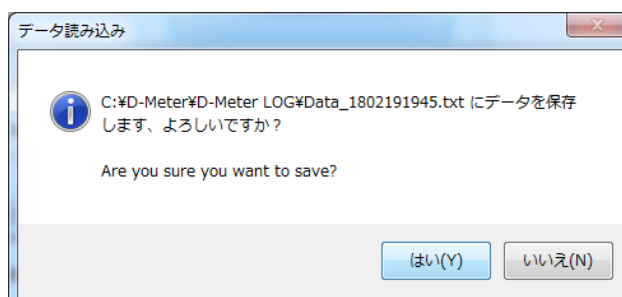 データ読み込み
C:¥D-Meter¥D-Meter LOG¥Data_1802191945.txt にデータを保存
します、よろしいですか？
Are you sure you want to save?
はい(Y)
いいえ(N)